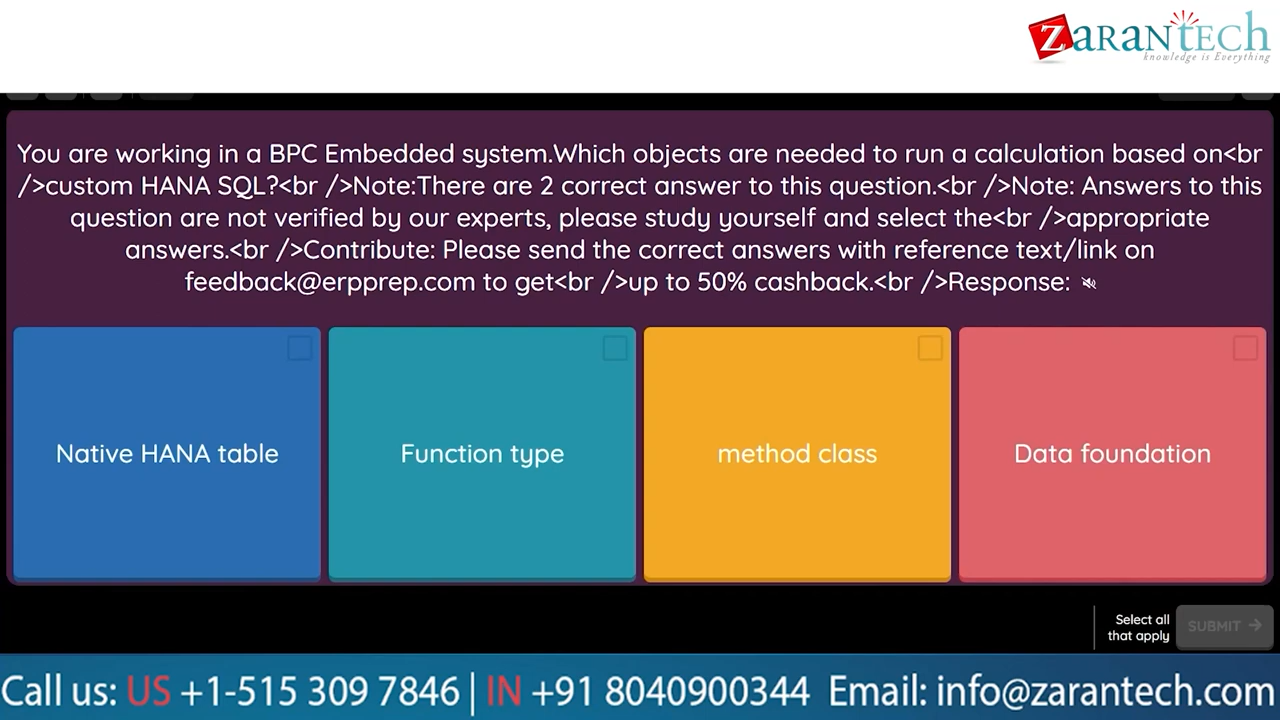 ZARANTECH
knowledge is Everything
You are working in a BPC Embedded system.Which objects are needed to run a calculation based on<br
/>custom HANA SQL?<br />Note:There are 2 correct answer to this question.<br />Note: Answers to this
question are not verified by our experts, please study yourself and select the<br />appropriate
answers.<br />Contribute: Please send the correct answers with reference text/link on
feedback@erpprep.com to get<br />up to 50% cashback.<br />Response:
Native HANA table
Function type
method class
Data foundation
Select all
that apply
SUBMIT
Call us: US +1-515 309 7846 | IN +91 8040900344 Email: info@zarantech.com